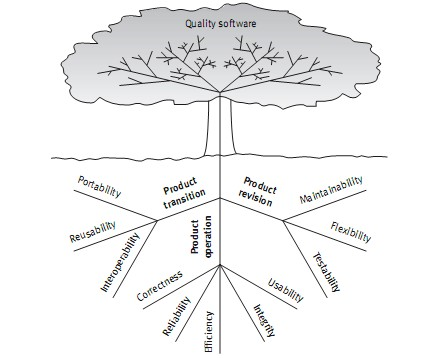 Quality software
Product
transition
Product
revision
Product
operation
Portability
Reusability
Interoperability
Maintainability
Flexibility
Testability
Correctness
Reliability
Efficiency
Integrity
Usability